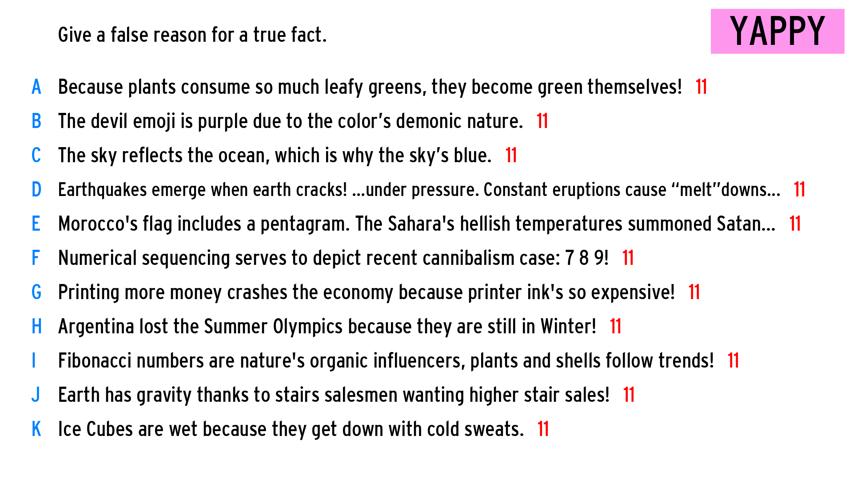 Give a false reason for a true fact.
YAPPY
A Because plants consume so much leafy greens, they become green themselves! 11
B The devil emoji is purple due to the color’s demonic nature. 11
C The sky reflects the ocean, which is why the sky’s blue. 11
D Earthquakes emerge when earth cracks! ...under pressure. Constant eruptions cause “melt”downs... 11
E Morocco's flag includes a pentagram. The Sahara's hellish temperatures summoned Satan... 11
F Numerical sequencing serves to depict recent cannibalism case: 7 8 9! 11
G Printing more money crashes the economy because printer ink's so expensive! 11
H Argentina lost the Summer Olympics because they are still in Winter! 11
I Fibonacci numbers are nature's organic influencers, plants and shells follow trends! 11
J Earth has gravity thanks to stairs salesmen wanting higher stair sales! 11
K Ice Cubes are wet because they get down with cold sweats. 11